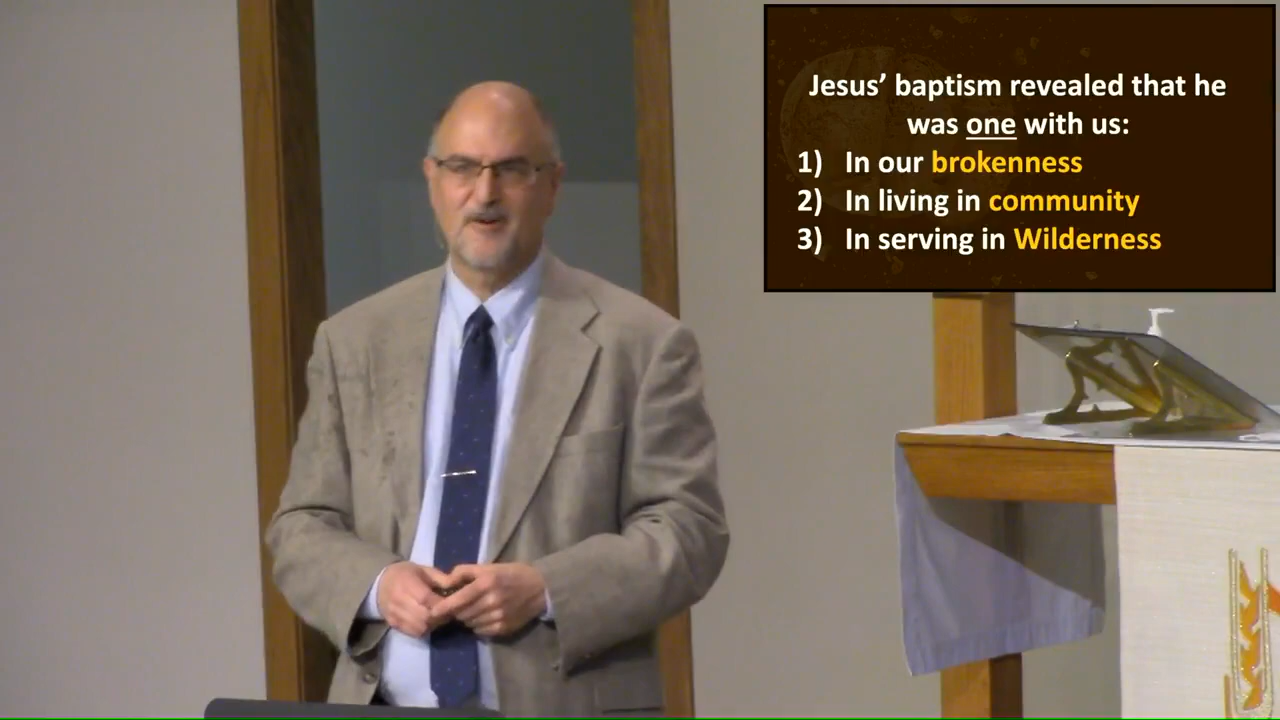 Jesus’ baptism revealed that he
was one with us:
1) In our brokenness
2) In living in community
3) In serving in Wilderness